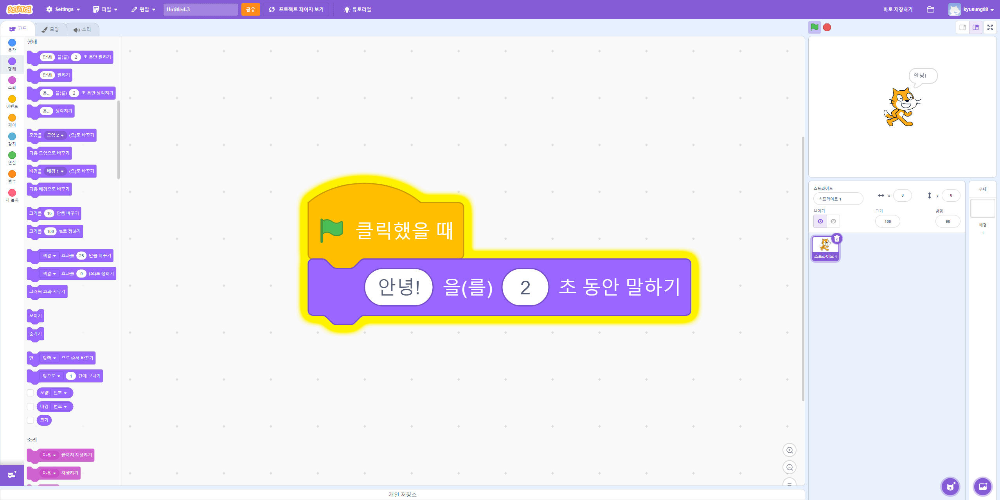 SCRATCH Settings 파일 편집 Untitled-3 공유 프로젝트 페이지 보기 튜토리얼 바로 저장하기 kyusung88
코드 모양 소리
동작
형태
소리
이벤트
제어
감지
연산
변수
내 블록
형태
안녕! 을(를) 2 초 동안 말하기
안녕! 말하기
음... 을(를) 2 초 동안 생각하기
음... 생각하기
모양을 모양 2 (으)로 바꾸기
다음 모양으로 바꾸기
배경을 배경 1 (으)로 바꾸기
다음 배경으로 바꾸기
크기를 10 만큼 바꾸기
크기를 100 %로 정하기
색깔 효과를 25 만큼 바꾸기
색깔 효과를 0 (으)로 정하기
그래픽 효과 지우기
보이기
숨기기
맨 앞쪽 으로 순서 바꾸기
앞으로 1 단계 보내기
모양 번호
배경 번호
크기
소리
야옹 끝까지 재생하기
야옹 재생하기
클릭했을 때
안녕! 을(를) 2 초 동안 말하기
개인 저장소
안녕!
스프라이트
스프라이트 1
x 0 y 0
보이기 크기 방향
100 90
스프라이트 1
무대
배경
1